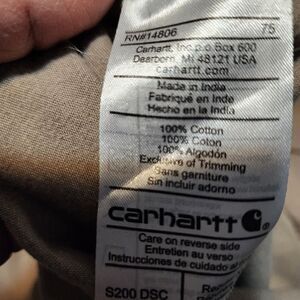 RN#14806 75
Carhartt, Inc.p.o Box 600
Dearborn, MI 48121 USA
carhartt.com
Made in India
Fabriqué en Inde
Hecho en la India
100% Cotton
100% Coton
100% Algodón
Exclusive of Trimming
Sans garniture
Sin incluir adorno
carhartt
Care on reverse side
Entretien au verso
Instrucciones de cuidado al
S200 DSC